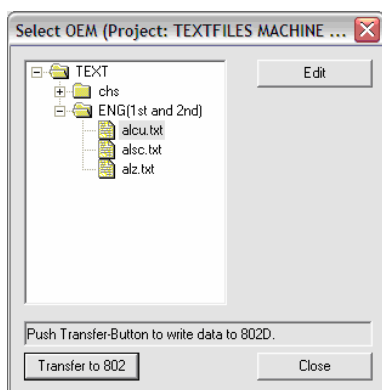 Select OEM (Project: TEXTFILES MACHINE ...
TEXT
Edit
chs
ENG(1st and 2nd)
alcu.txt
alsc.txt
alz.txt
Push Transfer-Button to write data to 802D.
Transfer to 802
Close